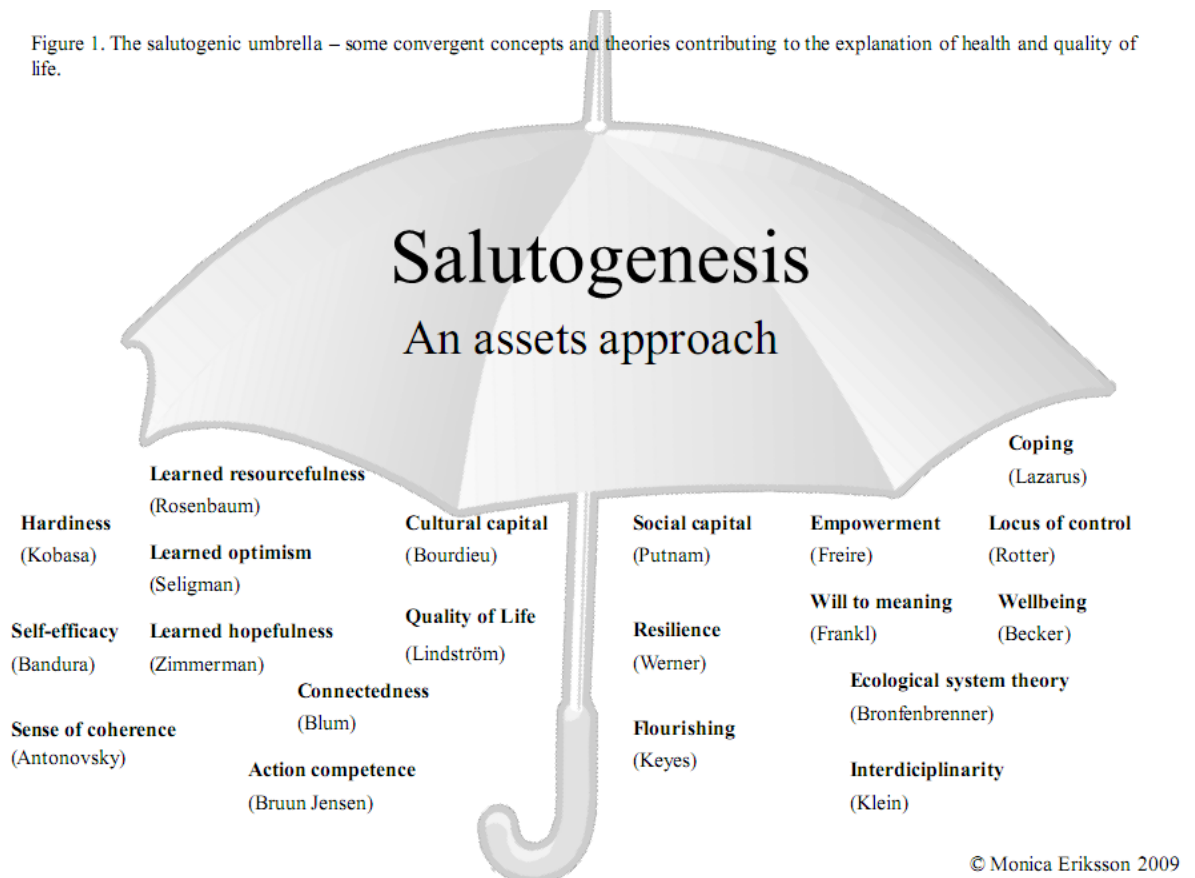 Figure 1. The salutogenic umbrella – some convergent concepts and theories contributing to the explanation of health and quality of
life.
Salutogenesis
An assets approach
Coping
(Lazarus)
Learned resourcefulness
(Rosenbaum)
Hardiness
(Kobasa)
Cultural capital
(Bourdieu)
Social capital
(Putnam)
Empowerment
(Freire)
Locus of control
(Rotter)
Learned optimism
(Seligman)
Quality of Life
(Lindström)
Will to meaning
(Frankl)
Wellbeing
(Becker)
Self-efficacy
(Bandura)
Learned hopefulness
(Zimmerman)
Resilience
(Werner)
Connectedness
(Blum)
Ecological system theory
(Bronfenbrenner)
Sense of coherence
(Antonovsky)
Flourishing
(Keyes)
Action competence
(Bruun Jensen)
Interdiciplinarity
(Klein)
© Monica Eriksson 2009